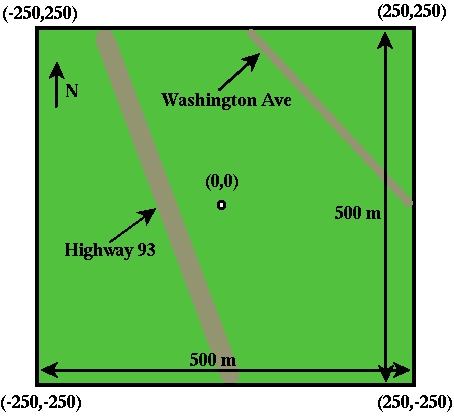 (-250,250)
(250,250)
N
Washington Ave
(0,0)
500 m
Highway 93
500 m
(-250,-250)
(250,-250)